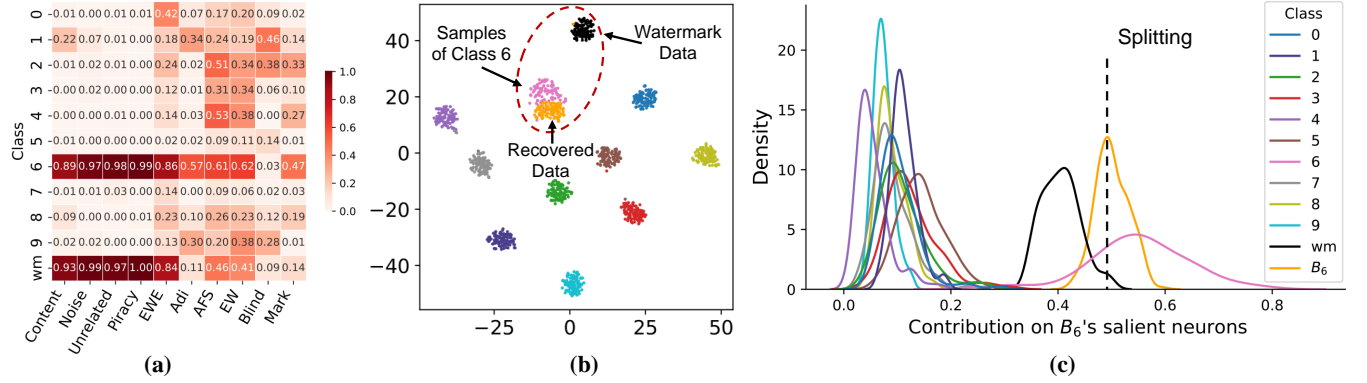 0 0.01 0.01 0.01 0.01 0.42 0.07 0.17 0.20 0.09 0.02
1 0.22 0.07 0.01 0.00 0.18 0.34 0.24 0.19 0.46 0.14
2 0.01 0.02 0.01 0.00 0.24 0.02 0.51 0.34 0.38 0.33
3 0.00 0.00 0.00 0.00 0.12 0.01 0.31 0.34 0.06 0.10
4 0.01 0.00 0.01 0.01 0.14 0.03 0.53 0.38 0.00 0.27
5 0.00 0.00 0.00 0.00 0.02 0.02 0.09 0.11 0.14 0.01
6 0.89 0.97 0.98 0.99 0.86 0.57 0.61 0.62 0.03 0.47
7 0.01 0.00 0.00 0.00 0.14 0.00 0.09 0.06 0.02 0.03
8 0.09 0.00 0.00 0.01 0.23 0.10 0.26 0.23 0.12 0.19
9 0.02 0.02 0.00 0.00 0.13 0.30 0.20 0.38 0.28 0.01
wm 0.93 0.99 0.97 1.00 0.84 0.11 0.46 0.41 0.09 0.14
Class
Content Noise Unrelated Piracy EWE Adi AFS EW Blind Mark
1.0
0.8
0.6
0.4
0.2
0.0
(a)
40
20
0
−20
−40
−25 0 25 50
Samples
of Class 6
Watermark
Data
Recovered
Data
(b)
Density
20
15
10
5
0
0.0 0.2 0.4 0.6 0.8
Contribution on B₆'s salient neurons
Splitting
Class
0
1
2
3
4
5
6
7
8
9
wm
B₆
(c)